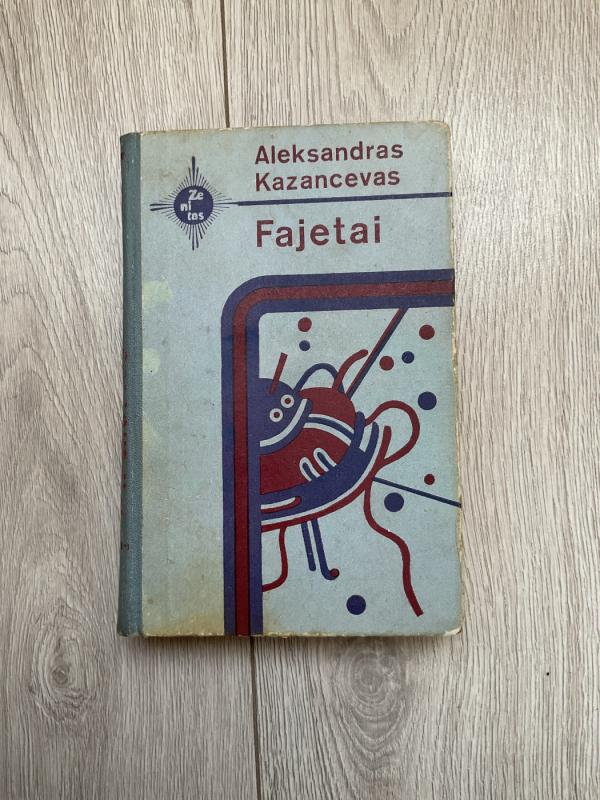 Aleksandras
Kazancevas
Ze
ni
tas
Fajetai